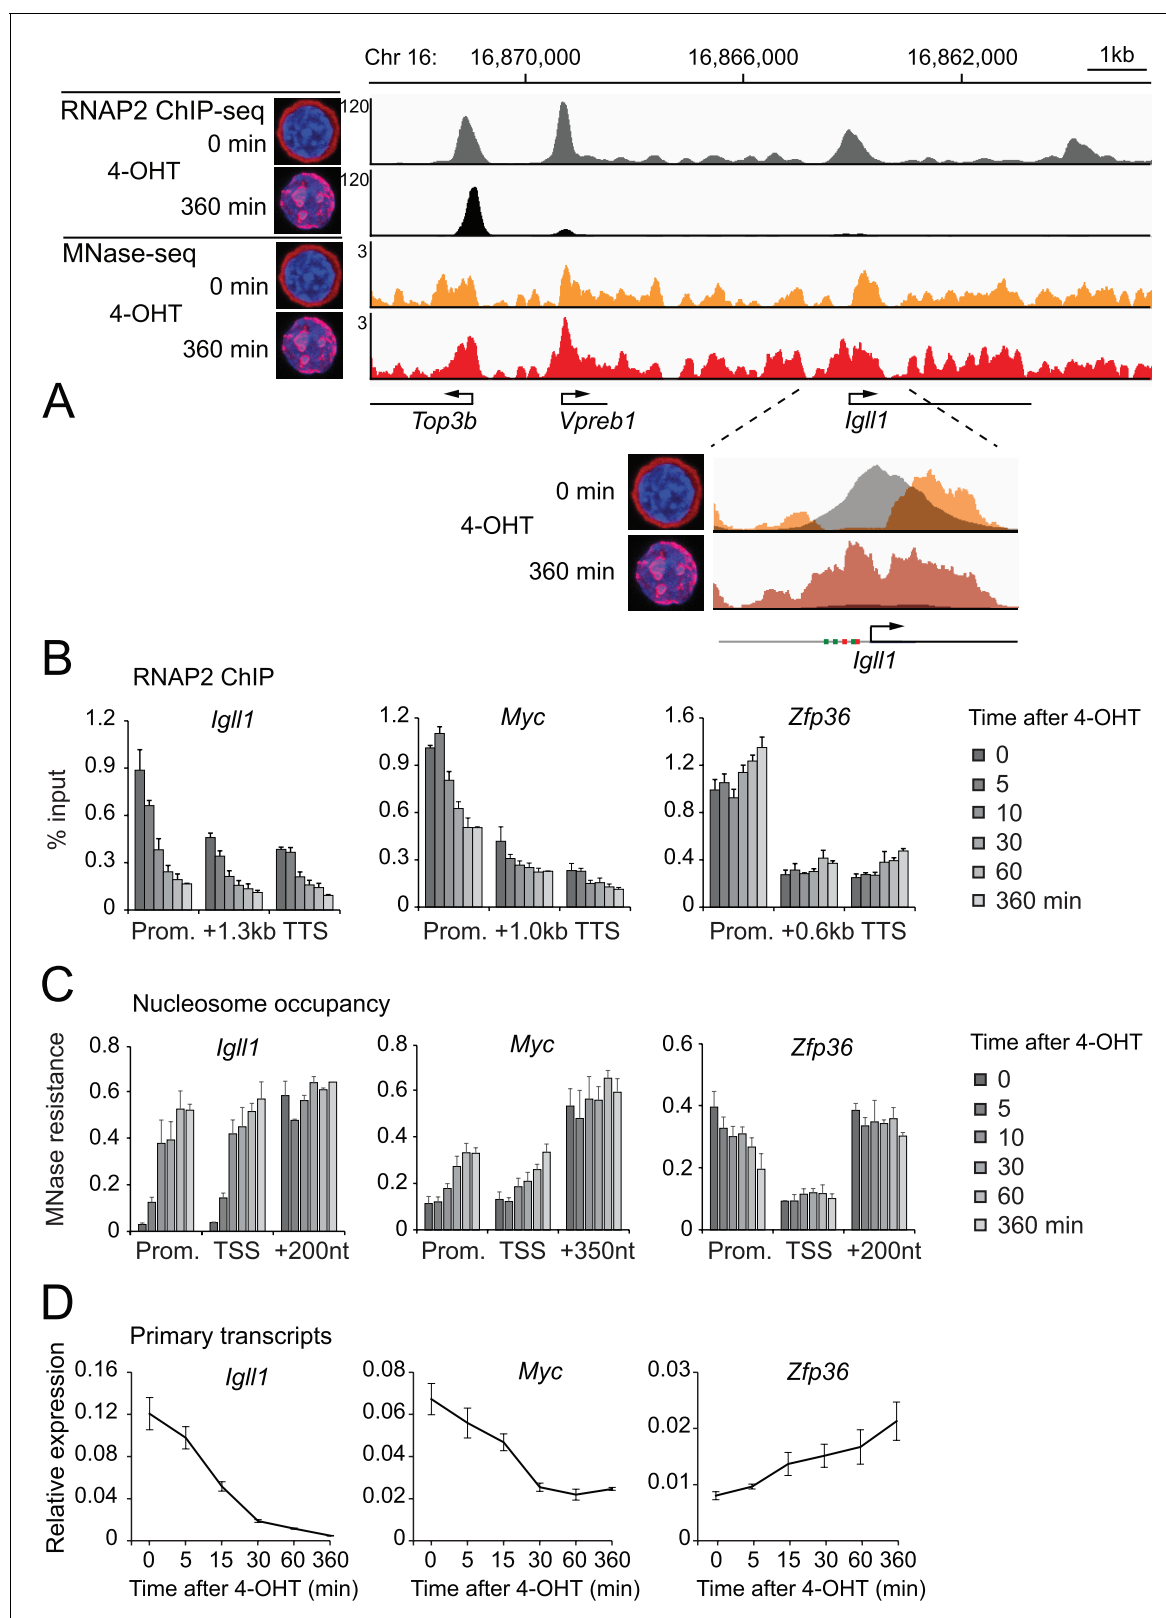 Chr 16: 16,870,000 16,866,000 16,862,000 1kb
RNAP2 ChIP-seq
120
0 min
4-OHT
120
360 min
MNase-seq
3
0 min
4-OHT
3
360 min
A
Top3b Vpreb1 Igll1
0 min
4-OHT
360 min
Igll1
B
RNAP2 ChIP
Igll1 Myc Zfp36
% input
1.2
0.9
0.6
0.3
0
Prom. +1.3kb TTS
1.2
0.9
0.6
0.3
0
Prom. +1.0kb TTS
1.6
1.2
0.8
0.4
0
Prom. +0.6kb TTS
Time after 4-OHT
0
5
10
30
60
360 min
C
Nucleosome occupancy
Igll1 Myc Zfp36
MNase resistance
0.8
0.6
0.4
0.2
0
Prom. TSS +200nt
0.8
0.6
0.4
0.2
0
Prom. TSS +350nt
0.6
0.4
0.2
0
Prom. TSS +200nt
Time after 4-OHT
0
5
10
30
60
360 min
D
Primary transcripts
Igll1 Myc Zfp36
Relative expression
0.16
0.12
0.08
0.04
0
0 5 15 30 60 360
Time after 4-OHT (min)
0.08
0.06
0.04
0.02
0
0 5 15 30 60 360
Time after 4-OHT (min)
0.03
0.02
0.01
0
0 5 15 30 60 360
Time after 4-OHT (min)